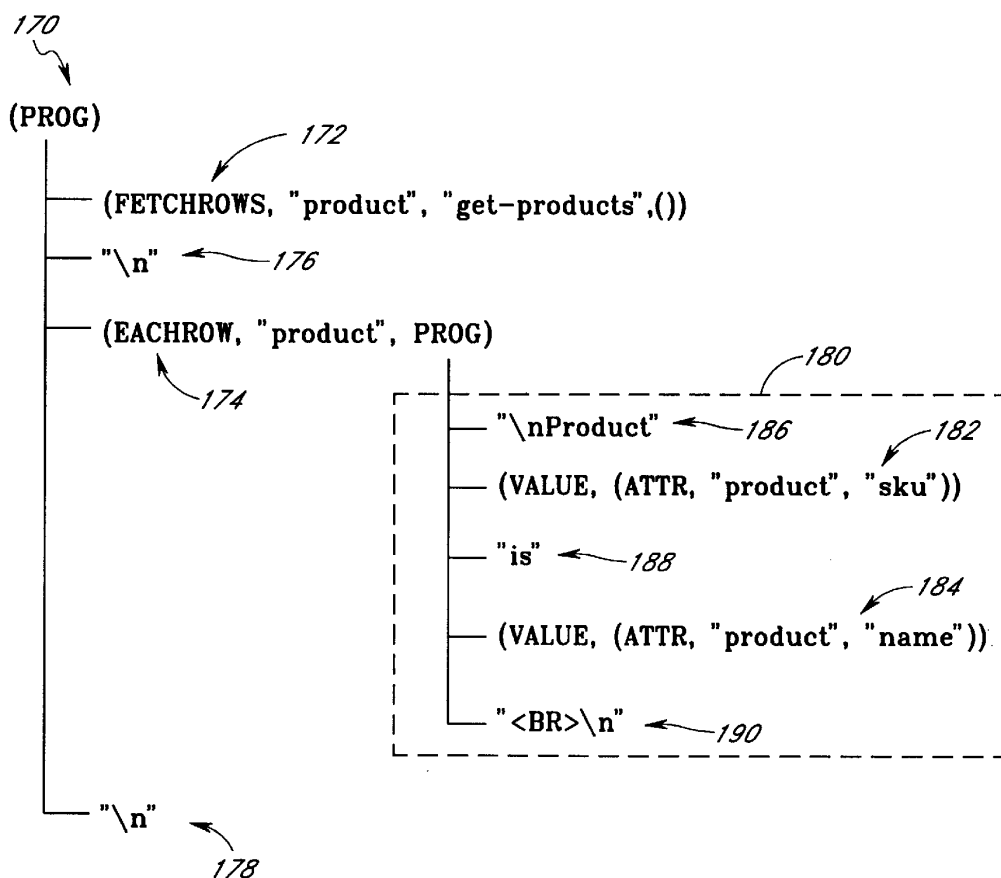 170
(PROG)
172
(FETCHROWS, "product", "get-products",())
"\n" 176
(EACHROW, "product", PROG)
174
180
"\nProduct" 186 182
(VALUE, (ATTR, "product", "sku"))
"is" 188
184
(VALUE, (ATTR, "product", "name"))
"<BR>\n" 190
"\n"
178